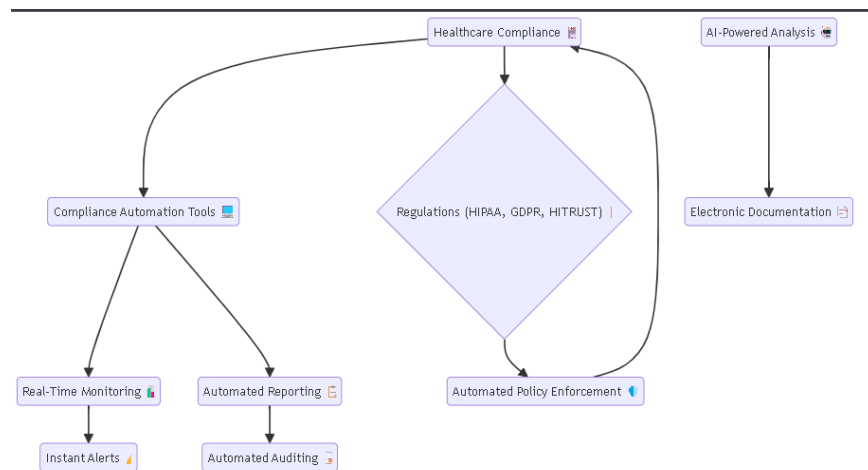 Healthcare Compliance
AI-Powered Analysis
Compliance Automation Tools
Regulations (HIPAA, GDPR, HITRUST)
Electronic Documentation
Real-Time Monitoring
Automated Reporting
Automated Policy Enforcement
Instant Alerts
Automated Auditing